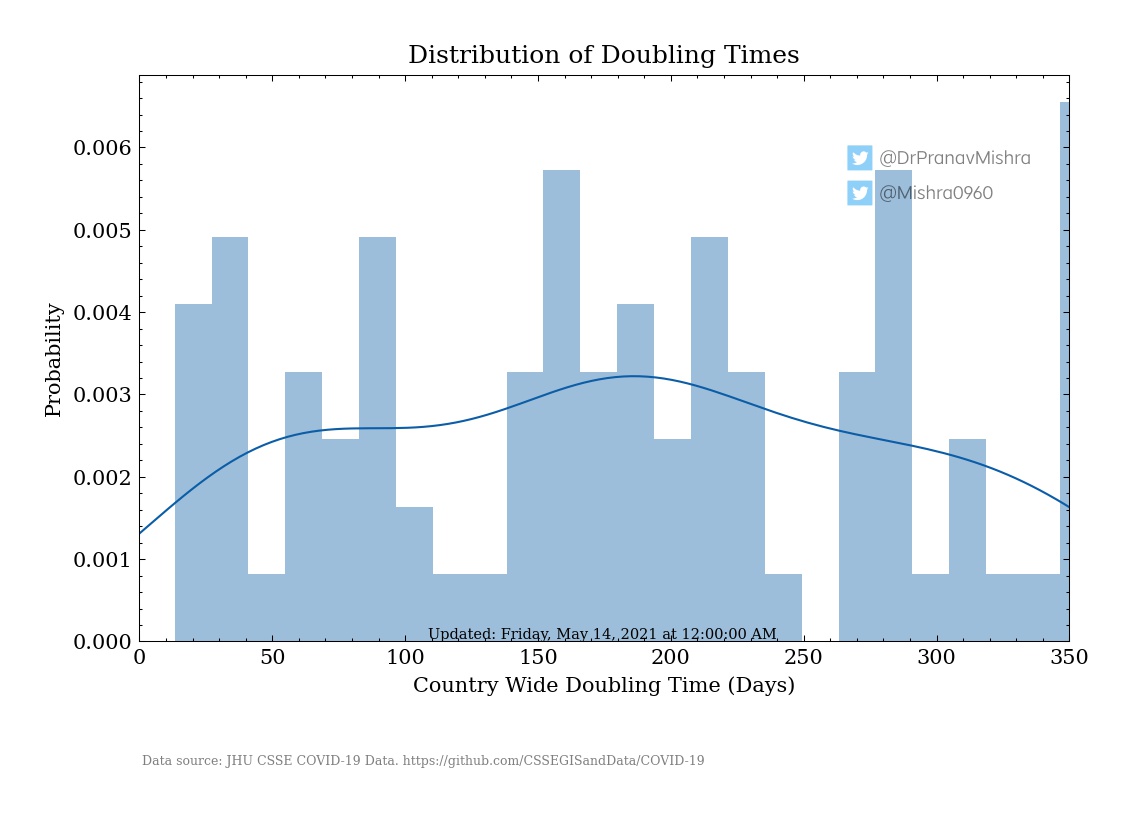 Distribution of Doubling Times
0.006
0.005
0.004
0.003
0.002
0.001
0.000
Probability
@DrPranavMishra
@Mishra0960
Updated: Friday, May 14, 2021 at 12:00:00 AM
0 50 100 150 200 250 300 350
Country Wide Doubling Time (Days)
Data source: JHU CSSE COVID-19 Data. https://github.com/CSSEGISandData/COVID-19